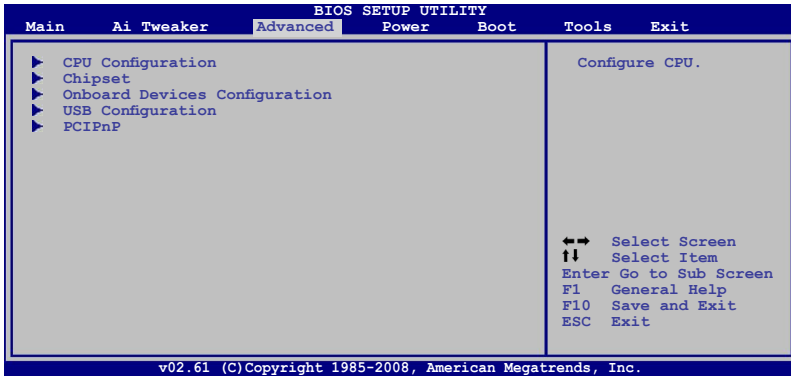 BIOS SETUP UTILITY
Main Ai Tweaker Advanced Power Boot Tools Exit
CPU Configuration
Chipset
Onboard Devices Configuration
USB Configuration
PCIPnP
Configure CPU.
←→ Select Screen
↑↓ Select Item
Enter Go to Sub Screen
F1 General Help
F10 Save and Exit
ESC Exit
v02.61 (C)Copyright 1985-2008, American Megatrends, Inc.